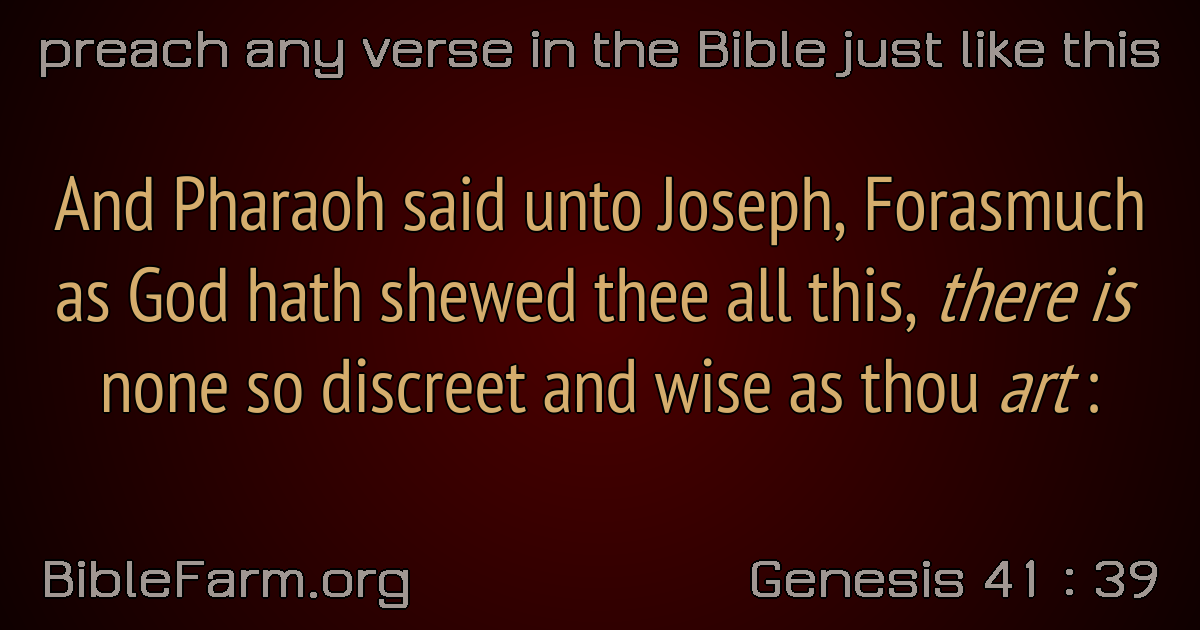 preach any verse in the Bible just like this
And Pharaoh said unto Joseph, Forasmuch
as God hath shewed thee all this, there is
none so discreet and wise as thou art :
BibleFarm.org
Genesis 41 : 39